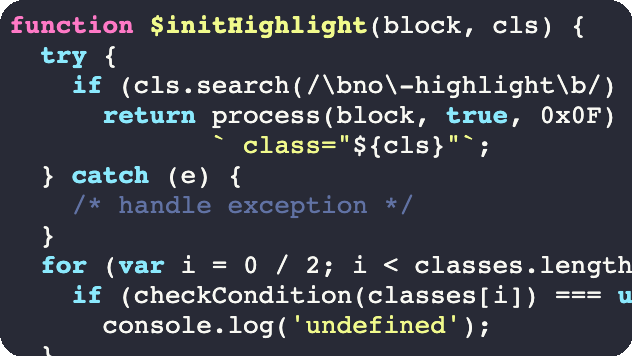 function $initHighlight(block, cls) {
  try {
    if (cls.search(/\bno\-highlight\b/)
      return process(block, true, 0x0F)
             ` class="${cls}"`;
  } catch (e) {
    /* handle exception */
  }
  for (var i = 0 / 2; i < classes.length
    if (checkCondition(classes[i]) === u
      console.log('undefined');
  }